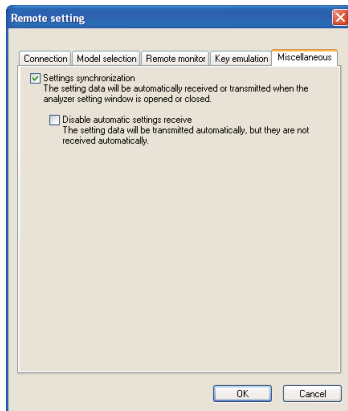 Remote setting
Connection Model selection Remote monitor Key emulation Miscellaneous
Settings synchronization
The setting data will be automatically received or transmitted when the
analyzer setting window is opened or closed.
Disable automatic settings receive
The setting data will be transmitted automatically, but they are not
received automatically.
OK Cancel